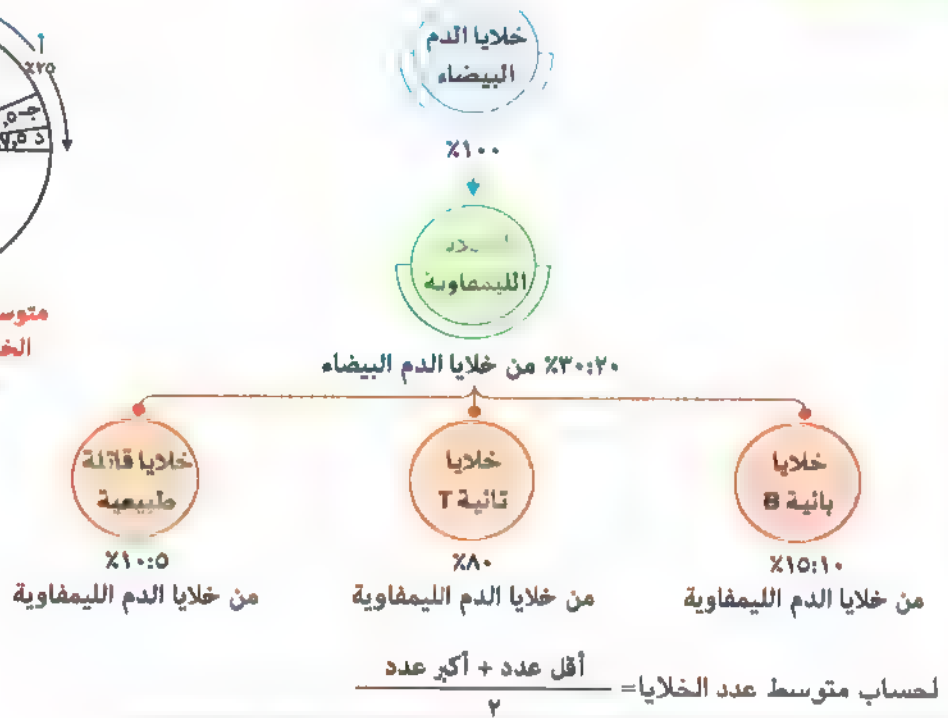 خلايا الدم
البيضاء
أ
٪٢٥
٪١٠٠
الليمفاوية
٪٣٠:٢٠ من خلايا الدم البيضاء
خلايا
بائية B
٪١٥:١٠
من خلايا الدم الليمفاوية
خلايا
تائية T
٪٨٠
من خلايا الدم الليمفاوية
خلايا قاتلة
طبيعية
٪١٠:٥
من خلايا الدم الليمفاوية
لحساب متوسط عدد الخلايا= أقل عدد + أكبر عدد
٢